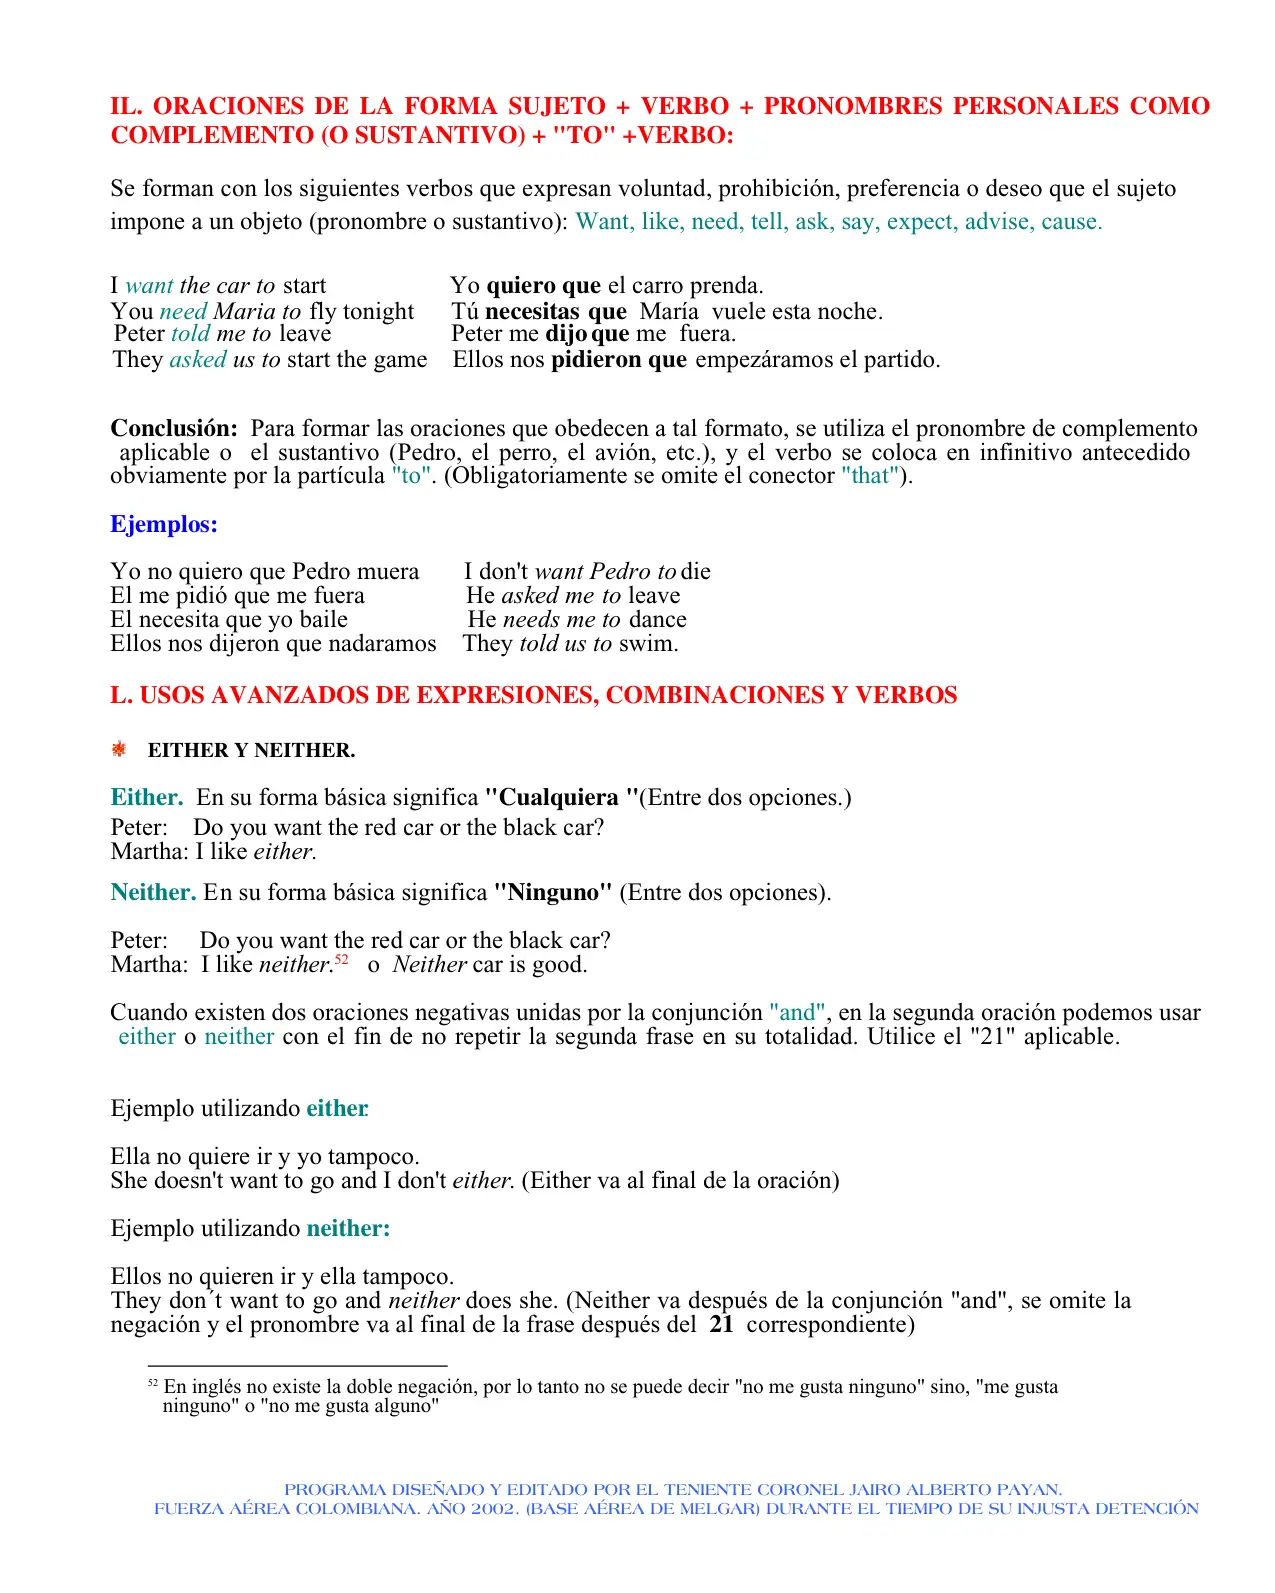 IL. ORACIONES DE LA FORMA SUJETO + VERBO + PRONOMBRES PERSONALES COMO
COMPLEMENTO (O SUSTANTIVO) + "TO" +VERBO:
Se forman con los siguientes verbos que expresan voluntad, prohibición, preferencia o deseo que el sujeto
impone a un objeto (pronombre o sustantivo): Want, like, need, tell, ask, say, expect, advise, cause.
I want the car to start Yo quiero que el carro prenda.
You need Maria to fly tonight Tú necesitas que María vuele esta noche.
Peter told me to leave Peter me dijo que me fuera.
They asked us to start the game Ellos nos pidieron que empezáramos el partido.
Conclusión: Para formar las oraciones que obedecen a tal formato, se utiliza el pronombre de complemento
aplicable o el sustantivo (Pedro, el perro, el avión, etc.), y el verbo se coloca en infinitivo antecedido
obviamente por la partícula "to". (Obligatoriamente se omite el conector "that").
Ejemplos:
Yo no quiero que Pedro muera I don't want Pedro to die
El me pidió que me fuera He asked me to leave
El necesita que yo baile He needs me to dance
Ellos nos dijeron que nadaramos They told us to swim.
L. USOS AVANZADOS DE EXPRESIONES, COMBINACIONES Y VERBOS
EITHER Y NEITHER.
Either. En su forma básica significa "Cualquiera "(Entre dos opciones.)
Peter: Do you want the red car or the black car?
Martha: I like either.
Neither. En su forma básica significa "Ninguno" (Entre dos opciones).
Peter: Do you want the red car or the black car?
Martha: I like neither.52 o Neither car is good.
Cuando existen dos oraciones negativas unidas por la conjunción "and", en la segunda oración podemos usar
either o neither con el fin de no repetir la segunda frase en su totalidad. Utilice el "21" aplicable.
Ejemplo utilizando either:
Ella no quiere ir y yo tampoco.
She doesn't want to go and I don't either. (Either va al final de la oración)
Ejemplo utilizando neither:
Ellos no quieren ir y ella tampoco.
They don´t want to go and neither does she. (Neither va después de la conjunción "and", se omite la
negación y el pronombre va al final de la frase después del 21 correspondiente)
52 En inglés no existe la doble negación, por lo tanto no se puede decir "no me gusta ninguno" sino, "me gusta
ninguno" o "no me gusta alguno"
PROGRAMA DISEÑADO Y EDITADO POR EL TENIENTE CORONEL JAIRO ALBERTO PAYAN.
FUERZA AÉREA COLOMBIANA. AÑO 2002. (BASE AÉREA DE MELGAR) DURANTE EL TIEMPO DE SU INJUSTA DETENCIÓN